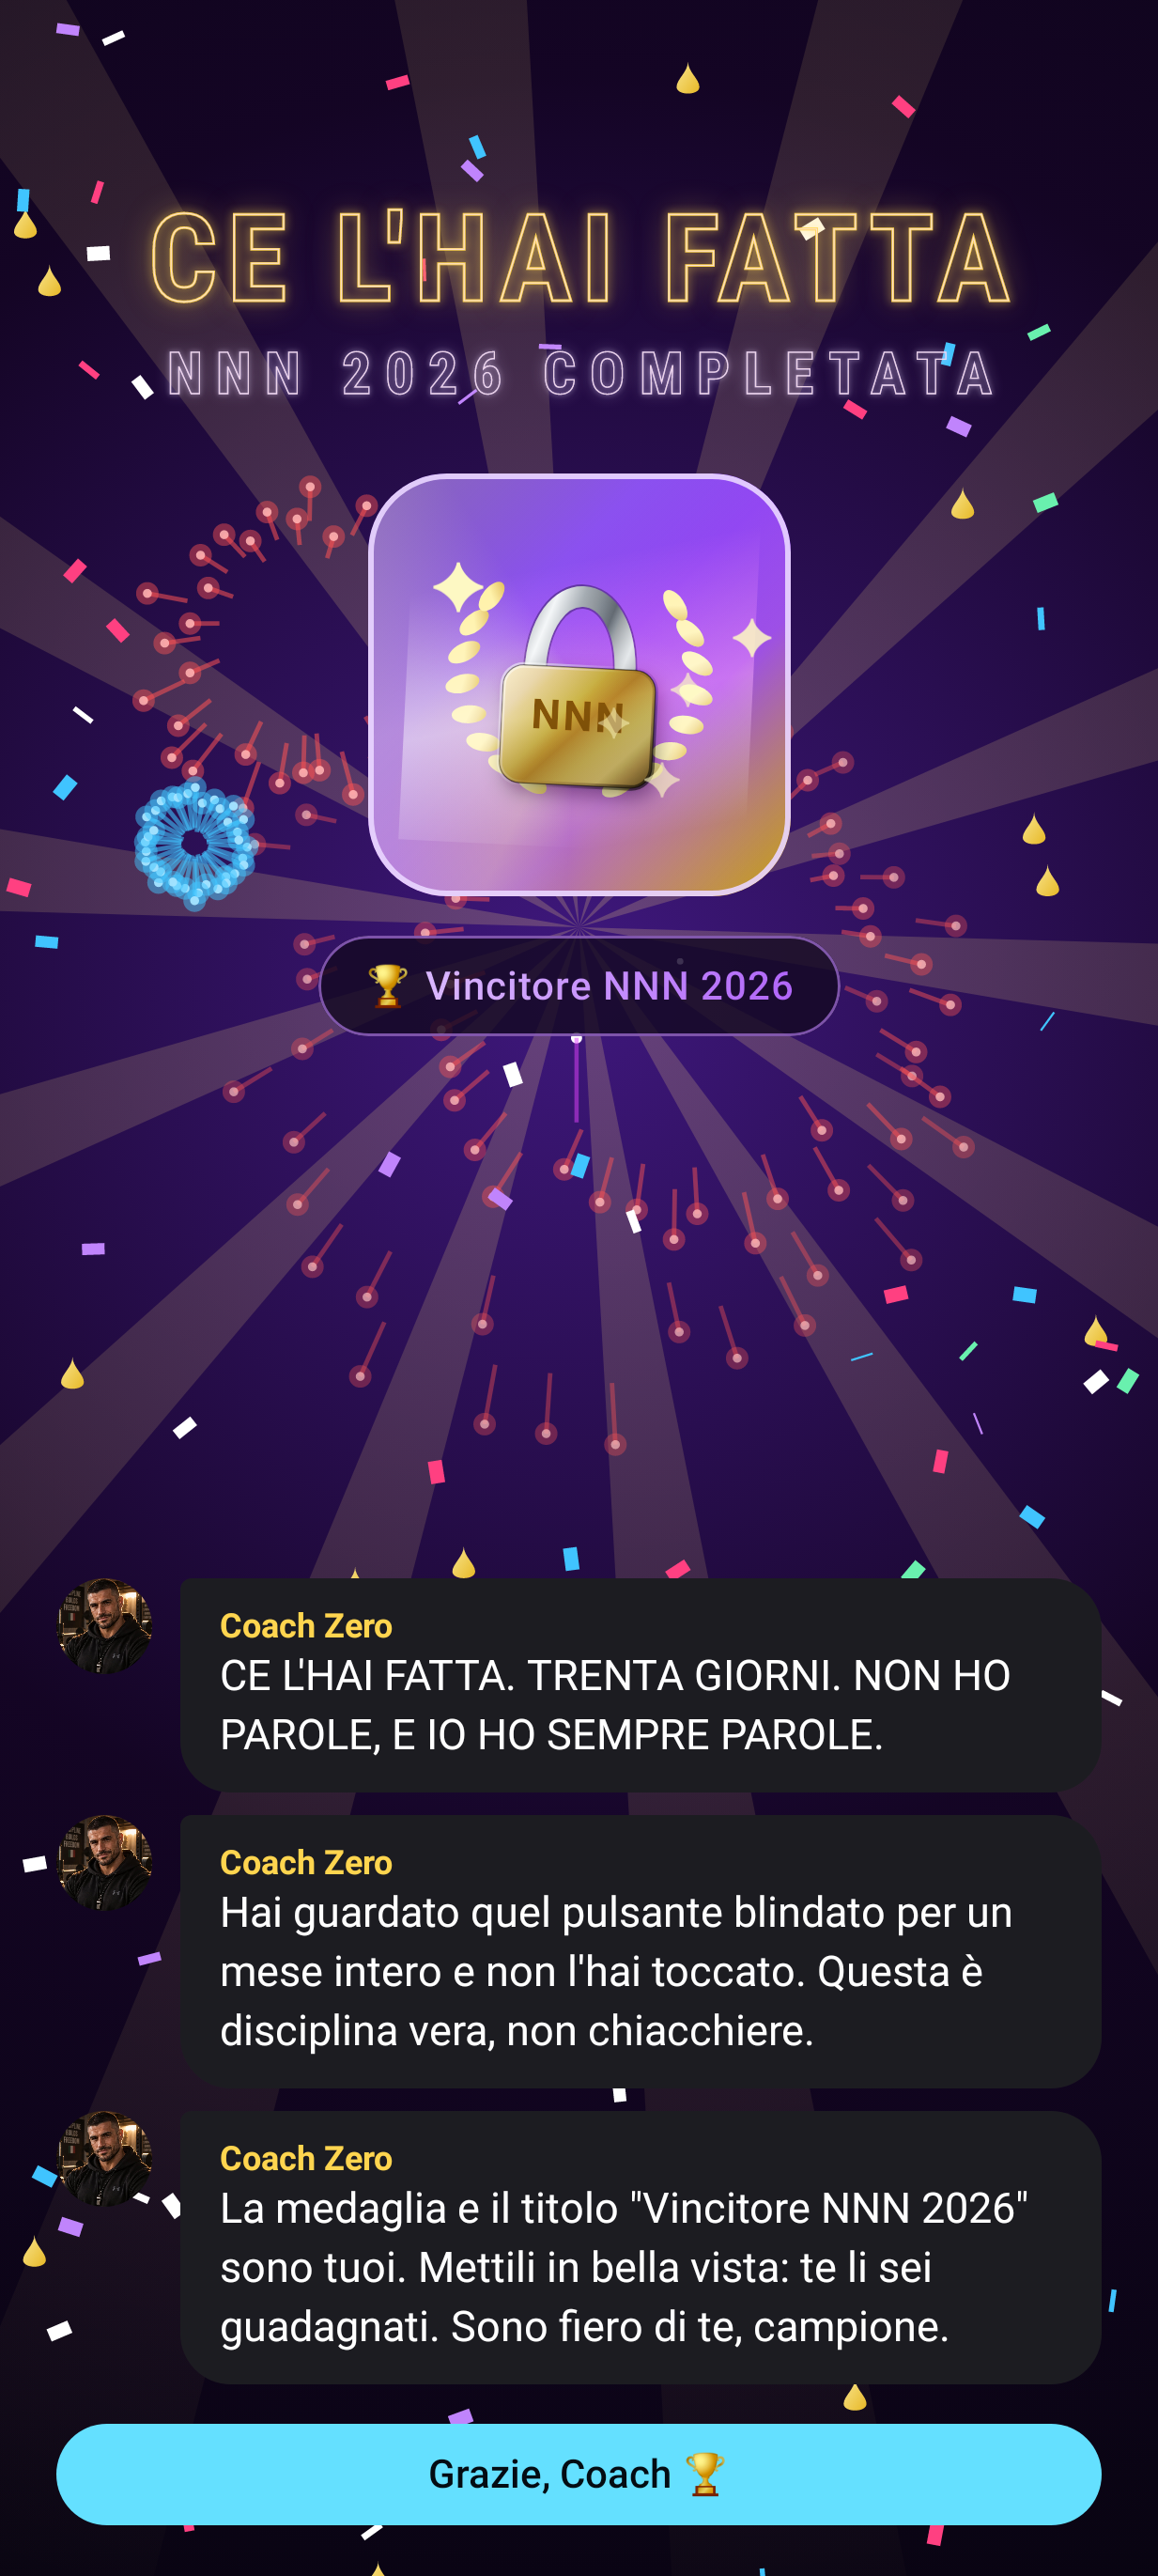 CE L'HAI FATTA
NNN 2026 COMPLETATA
NNN
🏆 Vincitore NNN 2026
Coach Zero
CE L'HAI FATTA. TRENTA GIORNI. NON HO
PAROLE, E IO HO SEMPRE PAROLE.
Coach Zero
Hai guardato quel pulsante blindato per un
mese intero e non l'hai toccato. Questa è
disciplina vera, non chiacchiere.
Coach Zero
La medaglia e il titolo "Vincitore NNN 2026"
sono tuoi. Mettili in bella vista: te li sei
guadagnati. Sono fiero di te, campione.
Grazie, Coach 🏆